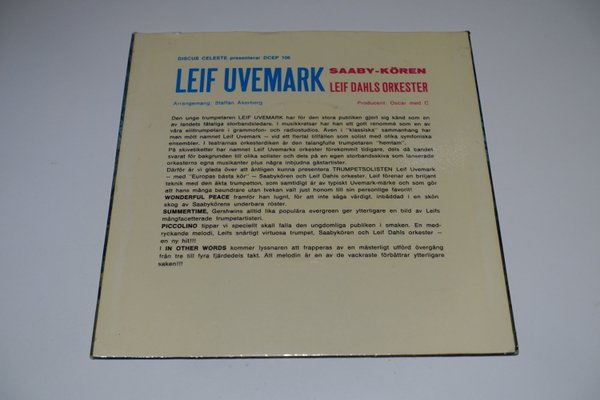 DISCUS CELESTE presenterar DCEP 106
LEIF UVEMARK SAABY-KÖREN
LEIF DAHLS ORKESTER
Arrangemang: Staffan Åkerberg Producent: Oscar med C
Den unge trumpetaren LEIF UVEMARK har för den stora publiken gjort sig känd som en
av landets fåtaliga storbandsledare. I musikkretsar har han ett gott renommé som en av
våra elittrumpetare i grammofon- och radiostudios. Även i "klassiska" sammanhang har
man mött namnet Leif Uvemark – vid ett flertal tillfällen som solist med olika symfoniska
ensembler. I teatrarnas orkesterdiken är den talangfulle trumpetaren "hemtam".
På skivetiketter har namnet Leif Uvemarks orkester förekommit tidigare, dels då bandet
svarat för bakgrunden till olika solister och dels på en egen storbandsskiva som lanserade
orkesterns egna musikanter plus några inbjudna gästartister.
Därför är vi glada över att äntligen kunna presentera TRUMPETSOLISTEN Leif Uvemark
– med "Europas bästa kör" – Saabykören och Leif Dahls orkester. Leif förenar en briljant
teknik med den äkta trumpetton, som samtidigt är av typiskt Uvemark-märke och som gör
att hans många beundrare utan tvekan valt just honom till sin personlige favorit!
WONDERFUL PEACE framför han lugnt, för att inte säga värdigt, inbäddad i en skön
skog av Saabykörens underbara röster.
SUMMERTIME, Gershwins alltid lika populära evergreen ger ytterligare en bild av Leifs
mångfacetterade trumpetartisteri.
PICCOLINO tippar vi speciellt skall falla den ungdomliga publiken i smaken. En med-
ryckande melodi, Leifs snärtigt virtuosa trumpet, Saabykören och Leif Dahls orkester –
en ny hit!!!
I IN OTHER WORDS kommer lyssnaren att frapperas av en mästerligt utförd övergång
från tre till fyra fjärdedels takt. Att melodin är en av de vackraste förbättrar ytterligare
saken!!!